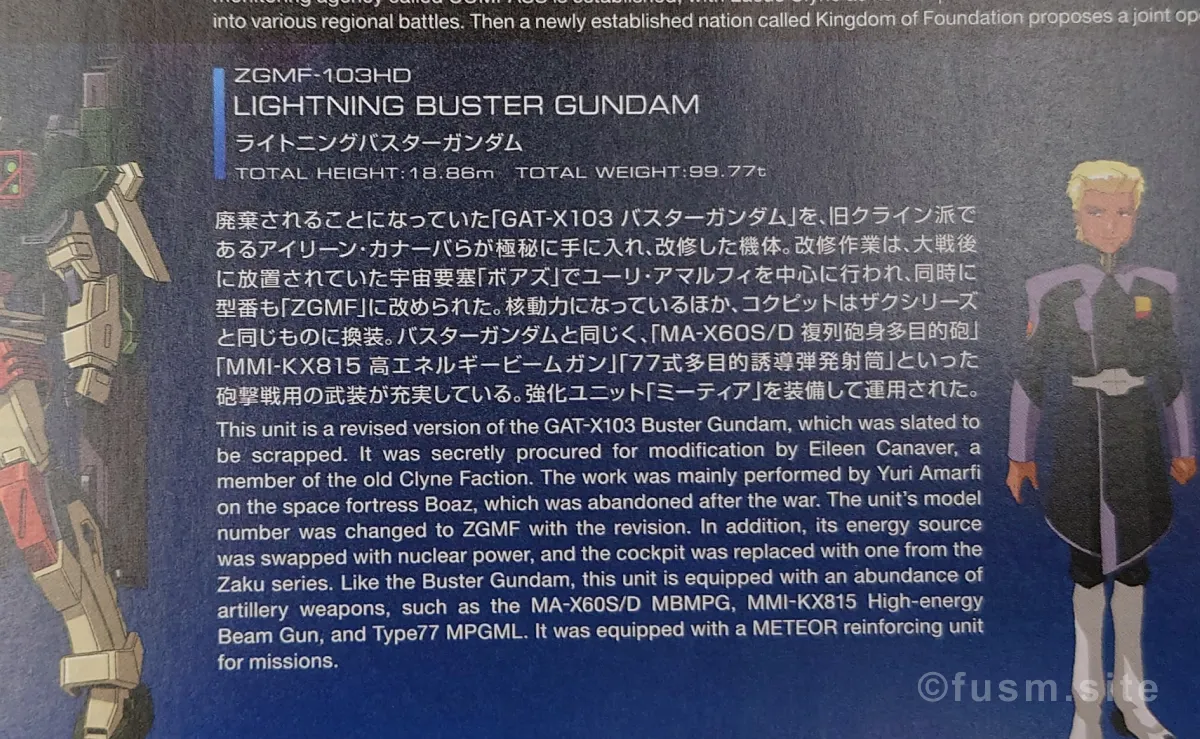 into various regional battles. Then a newly established nation called Kingdom of Foundation proposes a joint op
ZGMF-103HD
LIGHTNING BUSTER GUNDAM
ライトニングバスターガンダム
TOTAL HEIGHT:18.86m TOTAL WEIGHT:99.77t
廃棄されることになっていた「GAT-X103 バスターガンダム」を、旧クライン派で
あるアイリーン・カナーバらが極秘に手に入れ、改修した機体。改修作業は、大戦後
に放置されていた宇宙要塞「ボアズ」でユーリ・アマルフィを中心に行われ、同時に
型番も「ZGMF」に改められた。核動力になっているほか、コクピットはザクシリーズ
と同じものに換装。バスターガンダムと同じく、「MA-X60S/D 複列砲身多目的砲」
「MMI-KX815 高エネルギービームガン」「77式多目的誘導弾発射筒」といった
砲撃戦用の武装が充実している。強化ユニット「ミーティア」を装備して運用された。
This unit is a revised version of the GAT-X103 Buster Gundam, which was slated to
be scrapped. It was secretly procured for modification by Eileen Canaver, a
member of the old Clyne Faction. The work was mainly performed by Yuri Amarfi
on the space fortress Boaz, which was abandoned after the war. The unit's model
number was changed to ZGMF with the revision. In addition, its energy source
was swapped with nuclear power, and the cockpit was replaced with one from the
Zaku series. Like the Buster Gundam, this unit is equipped with an abundance of
artillery weapons, such as the MA-X60S/D MBMPG, MMI-KX815 High-energy
Beam Gun, and Type77 MPGML. It was equipped with a METEOR reinforcing unit
for missions.
©fusm.site